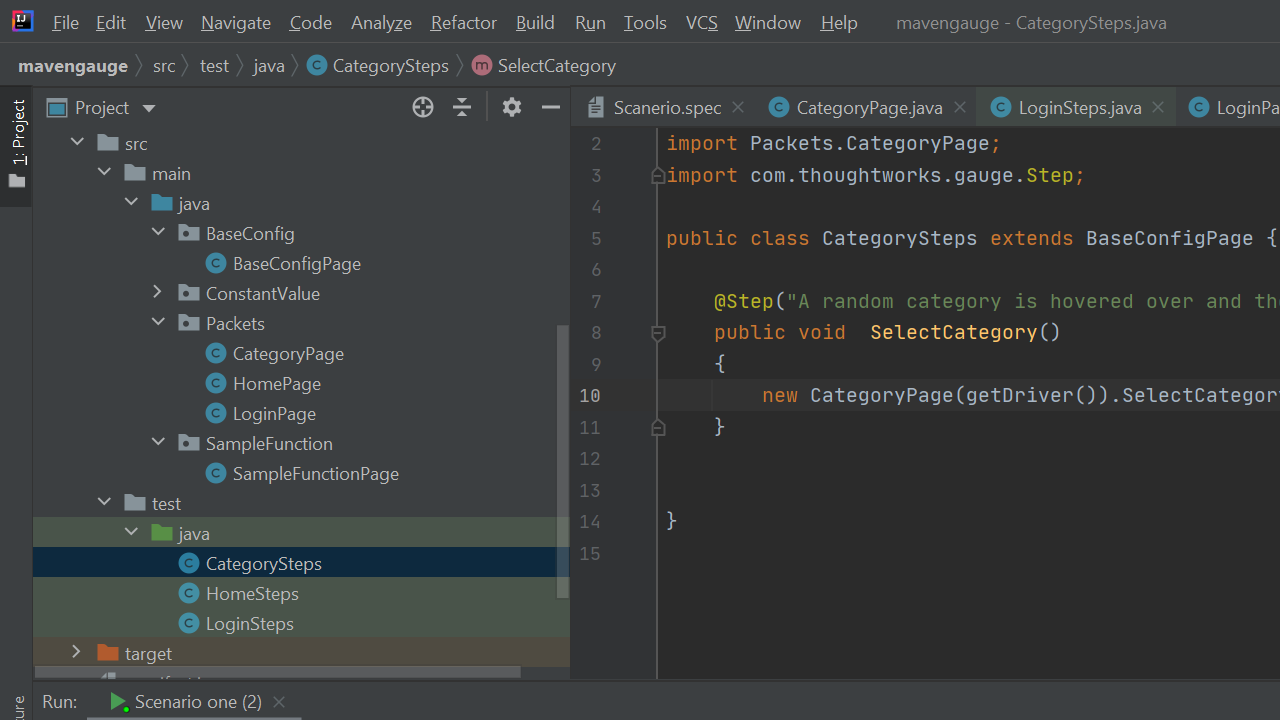 File Edit View Navigate Code Analyze Refactor Build Run Tools VCS Window Help mavengauge - CategorySteps.java
mavengauge src test java CategorySteps SelectCategory
1: Project
Project
src
main
java
BaseConfig
BaseConfigPage
ConstantValue
Packets
CategoryPage
HomePage
LoginPage
SampleFunction
SampleFunctionPage
test
java
CategorySteps
HomeSteps
LoginSteps
target
Scanerio.spec CategoryPage.java LoginSteps.java LoginPa
2 import Packets.CategoryPage;
3 import com.thoughtworks.gauge.Step;
4
5 public class CategorySteps extends BaseConfigPage {
6
7 @Step("A random category is hovered over and the
8 public void SelectCategory()
9 {
10 new CategoryPage(getDriver()).SelectCategor
11 }
12
13
14 }
15
Run: Scenario one (2)